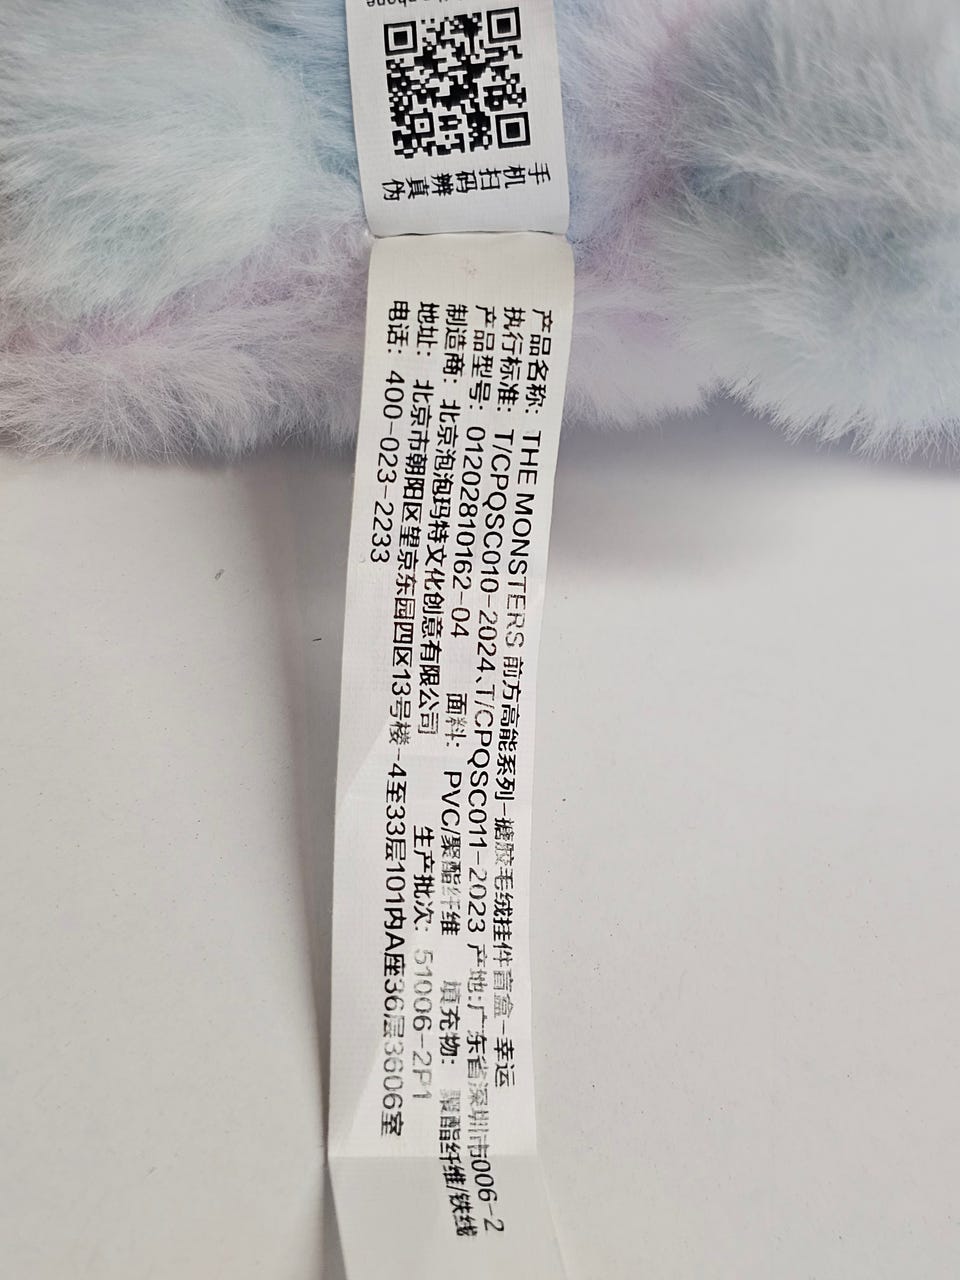 phone
手机扫码辨真伪
产品名称：THE MONSTERS 前方高能系列-搪胶毛绒挂件盲盒-幸运
执行标准：T/CPQSC010-2024、T/CPQSC011-2023 产地：广东省深圳市006-2
产品型号：01202810162-04 面料：PVC/聚酯纤维 填充物：聚酯纤维/铁线
制造商：北京泡泡玛特文化创意有限公司 生产批次：51006-2P1
地址：北京市朝阳区望京东园四区13号楼-4至33层101内A座36层3606室
电话：400-023-2233